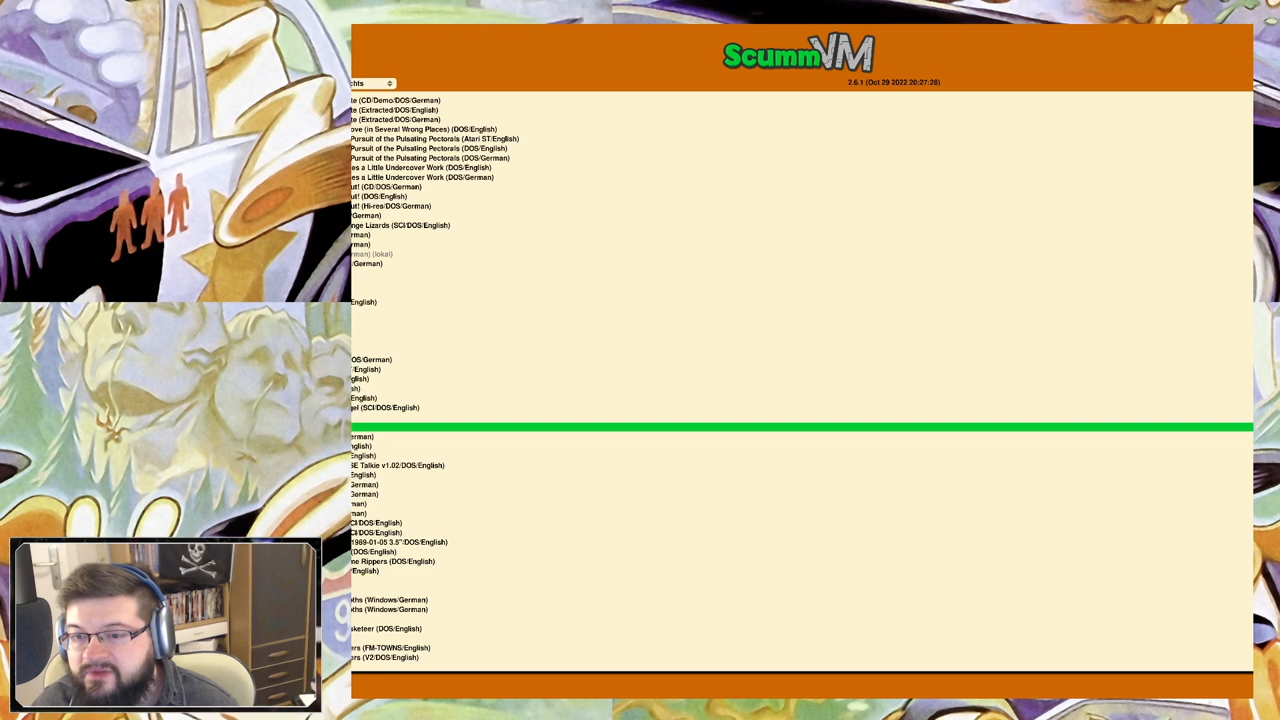 ScummVM
chts
2.6.1 (Oct 29 2022 20:27:28)
te (CD/Demo/DOS/German)
te (Extracted/DOS/English)
te (Extracted/DOS/German)
ove (in Several Wrong Places) (DOS/English)
Pursuit of the Pulsating Pectorals (Atari ST/English)
Pursuit of the Pulsating Pectorals (DOS/English)
Pursuit of the Pulsating Pectorals (DOS/German)
es a Little Undercover Work (DOS/English)
es a Little Undercover Work (DOS/German)
ut! (CD/DOS/German)
ut! (DOS/English)
ut! (Hi-res/DOS/German)
/German)
nge Lizards (SCI/DOS/English)
rman)
rman)
rman) (lokal)
/German)
English)
OS/German)
/English)
glish)
sh)
English)
gel (SCI/DOS/English)
erman)
nglish)
English)
SE Talkie v1.02/DOS/English)
English)
German)
German)
man)
man)
CI/DOS/English)
CI/DOS/English)
1989-01-05 3.5"/DOS/English)
(DOS/English)
me Rippers (DOS/English)
/English)
oths (Windows/German)
oths (Windows/German)
sketeer (DOS/English)
ers (FM-TOWNS/English)
ers (V2/DOS/English)
9